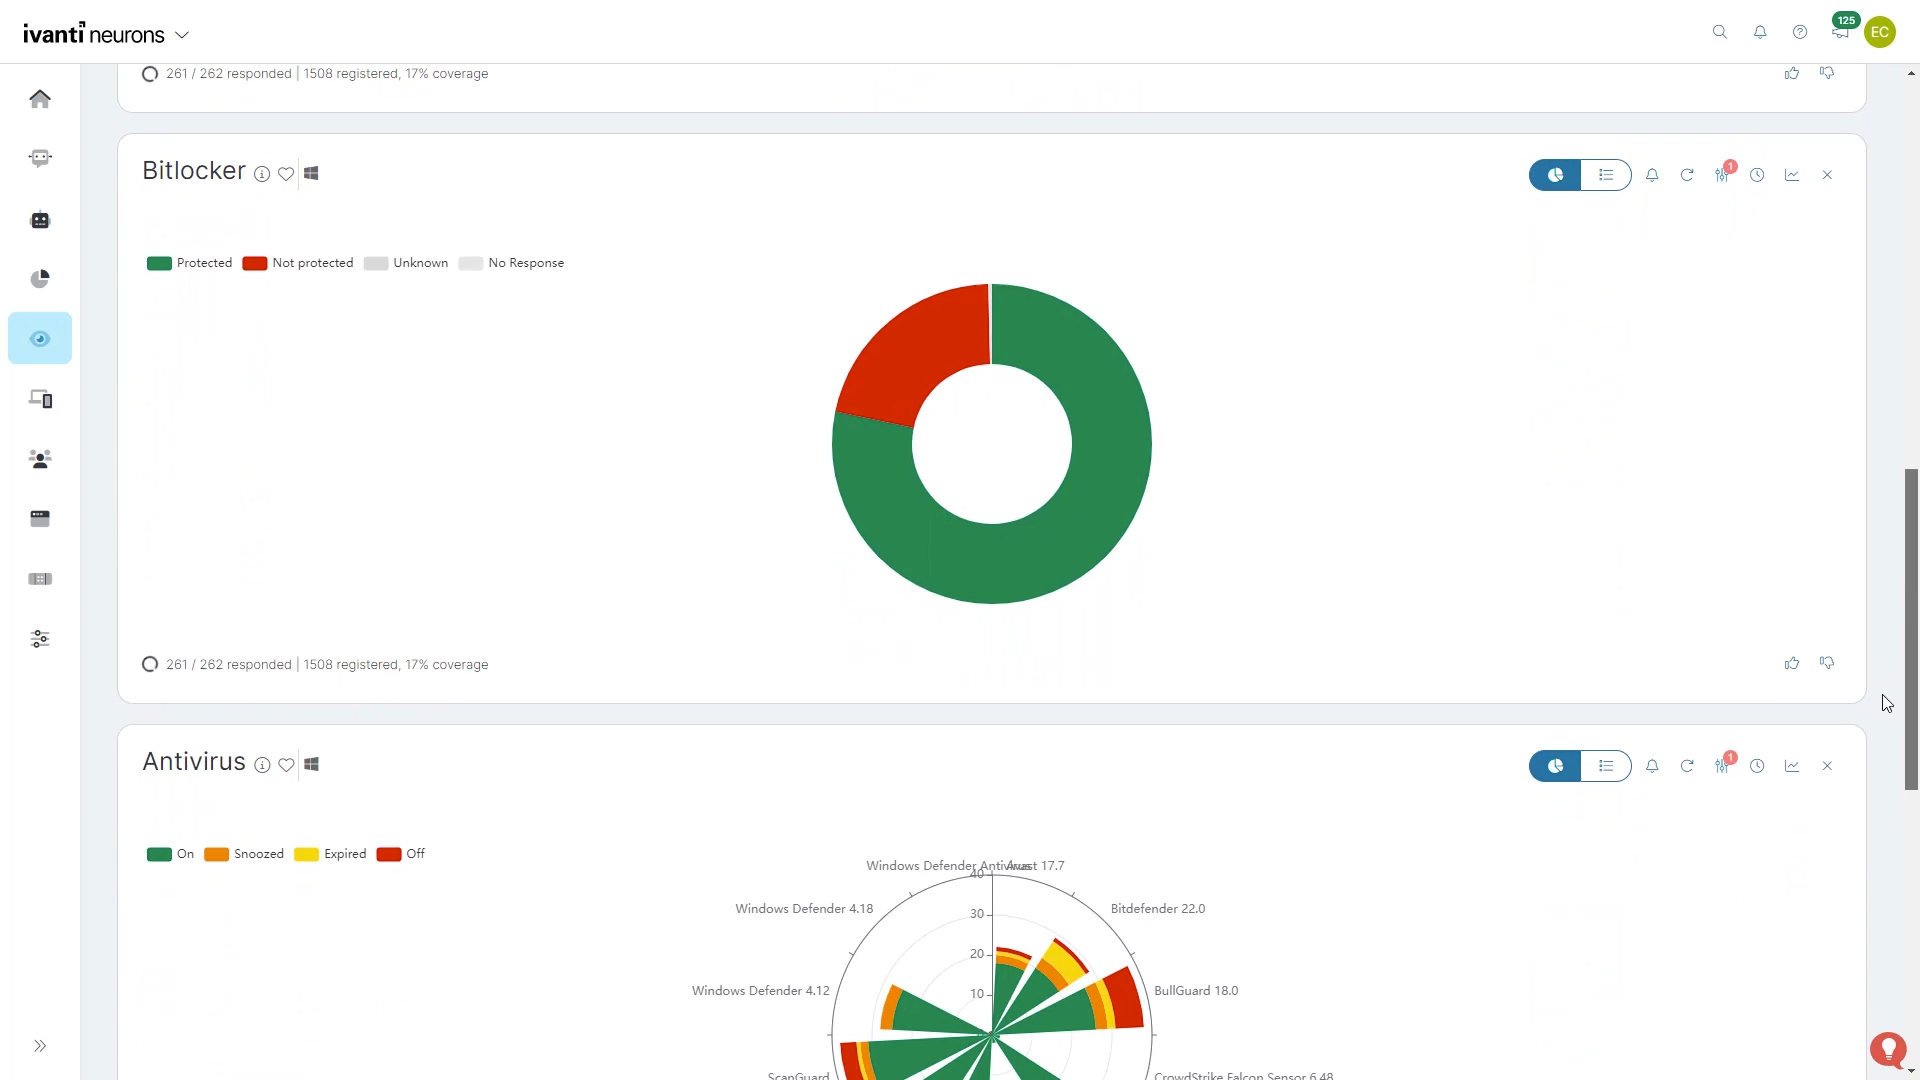 ivanti neurons
125
EC
261 / 262 responded | 1508 registered, 17% coverage
Bitlocker
1
Protected Not protected Unknown No Response
261 / 262 responded | 1508 registered, 17% coverage
Antivirus
1
On Snoozed Expired Off
Windows Defender Antivirus Avast 17.7
40
Windows Defender 4.18
30
Bitdefender 22.0
20
Windows Defender 4.12
10
BullGuard 18.0
ScanGuard
CrowdStrike Falcon Sensor 6.48